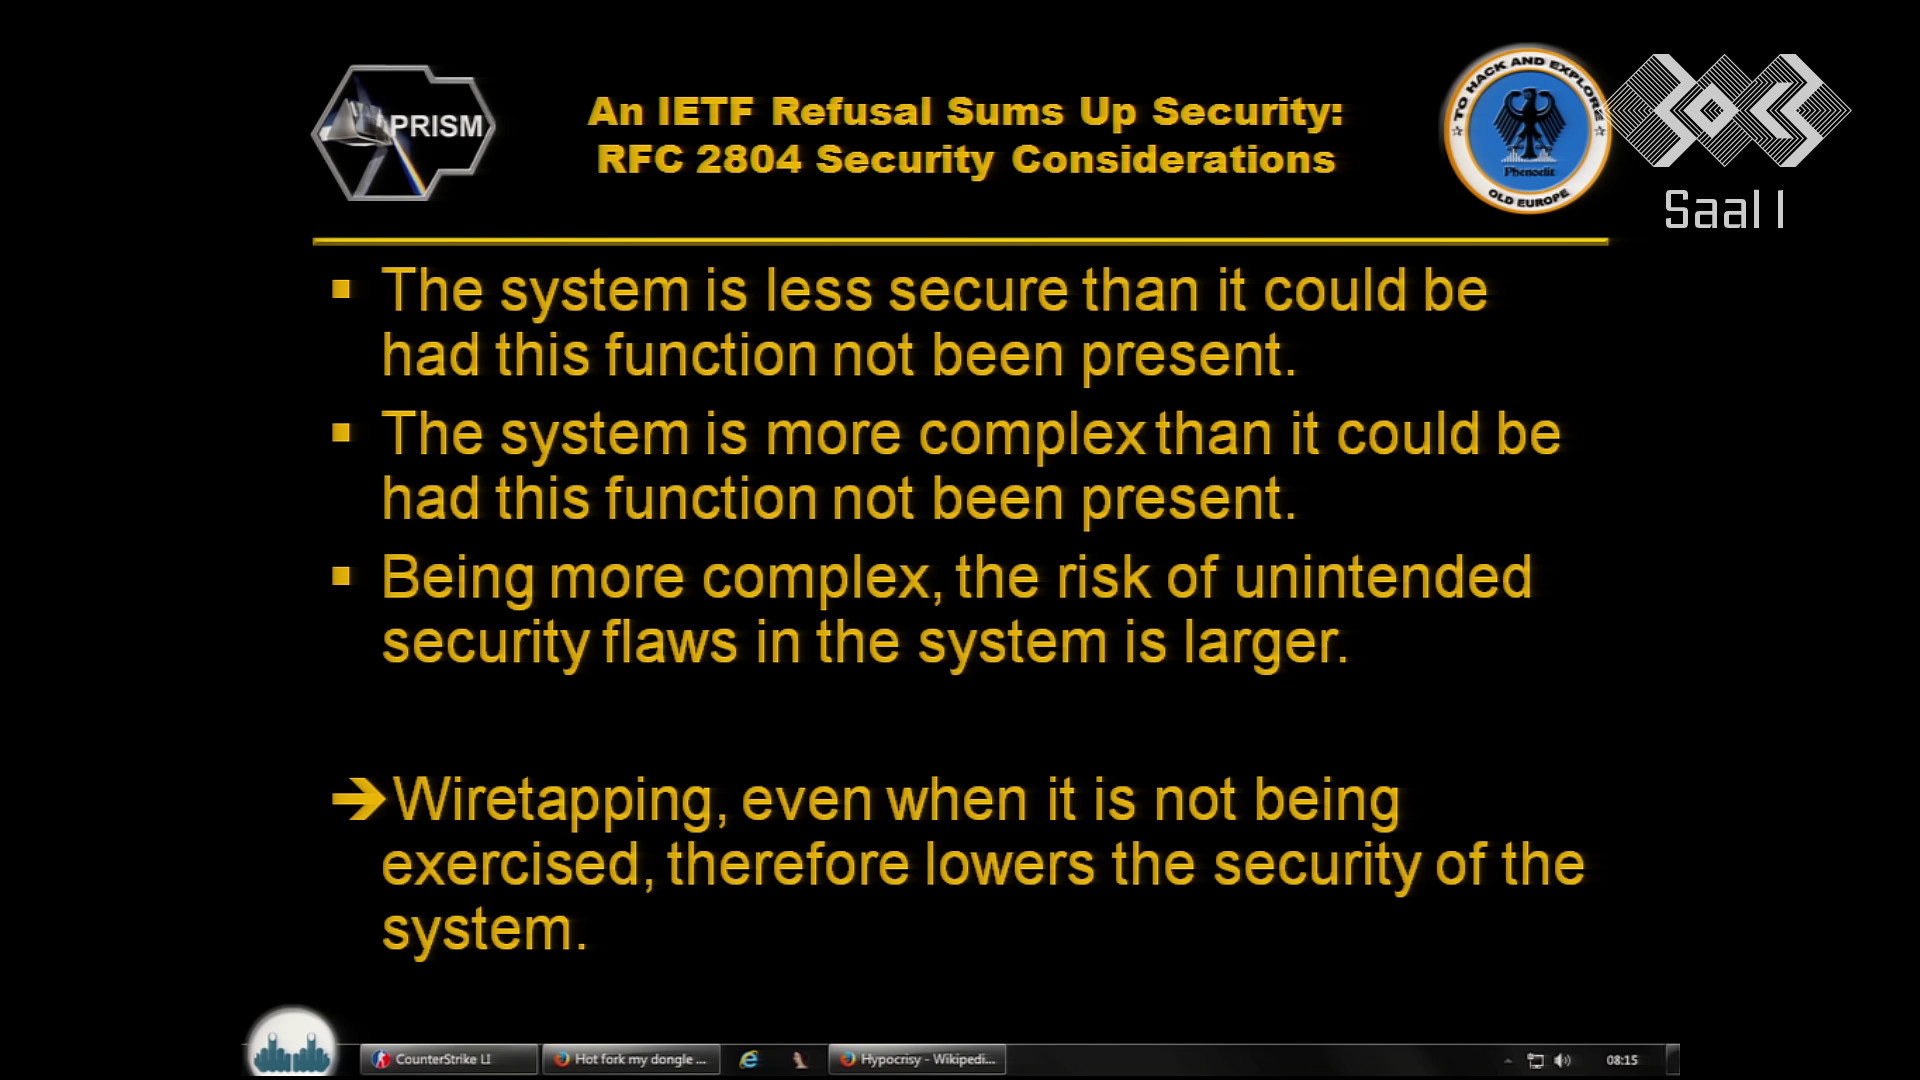 PRISM
An IETF Refusal Sums Up Security:
RFC 2804 Security Considerations
TO HACK AND EXPLORE
Phenoelit
OLD EUROPE
Saal 1
The system is less secure than it could be
had this function not been present.
The system is more complex than it could be
had this function not been present.
Being more complex, the risk of unintended
security flaws in the system is larger.
➔Wiretapping, even when it is not being
exercised, therefore lowers the security of the
system.
CounterStrike LI
Hot fork my dongle ...
Hypocrisy - Wikipedi...
08:15